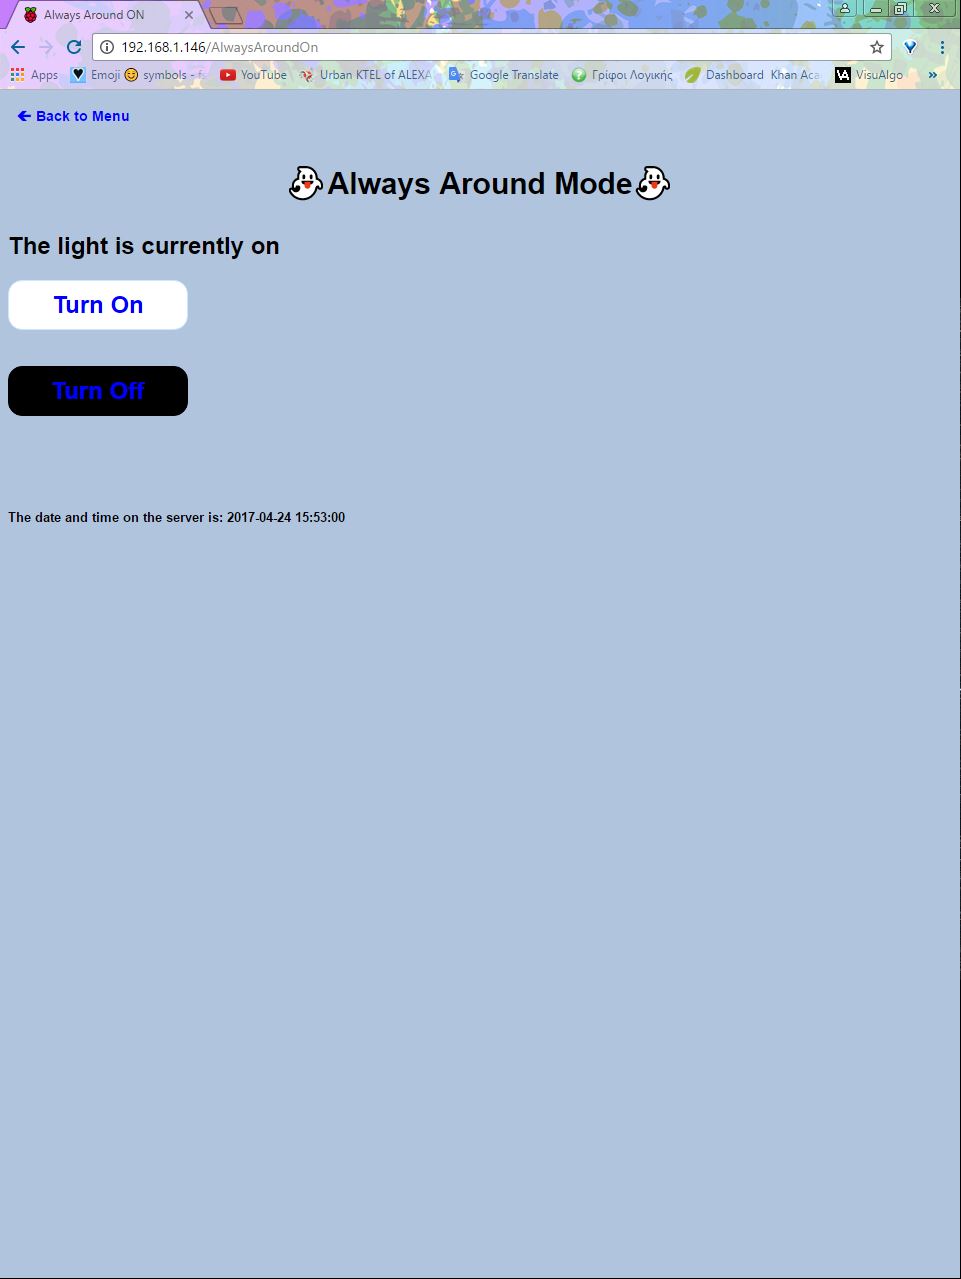 Always Around ON
192.168.1.146/AlwaysAroundOn
Apps Emoji symbols - YouTube Urban KTEL of ALEXA Google Translate Γρίφοι Λογικής Dashboard Khan Aca VisuAlgo »
Back to Menu
Always Around Mode
The light is currently on
Turn On
Turn Off
The date and time on the server is: 2017-04-24 15:53:00